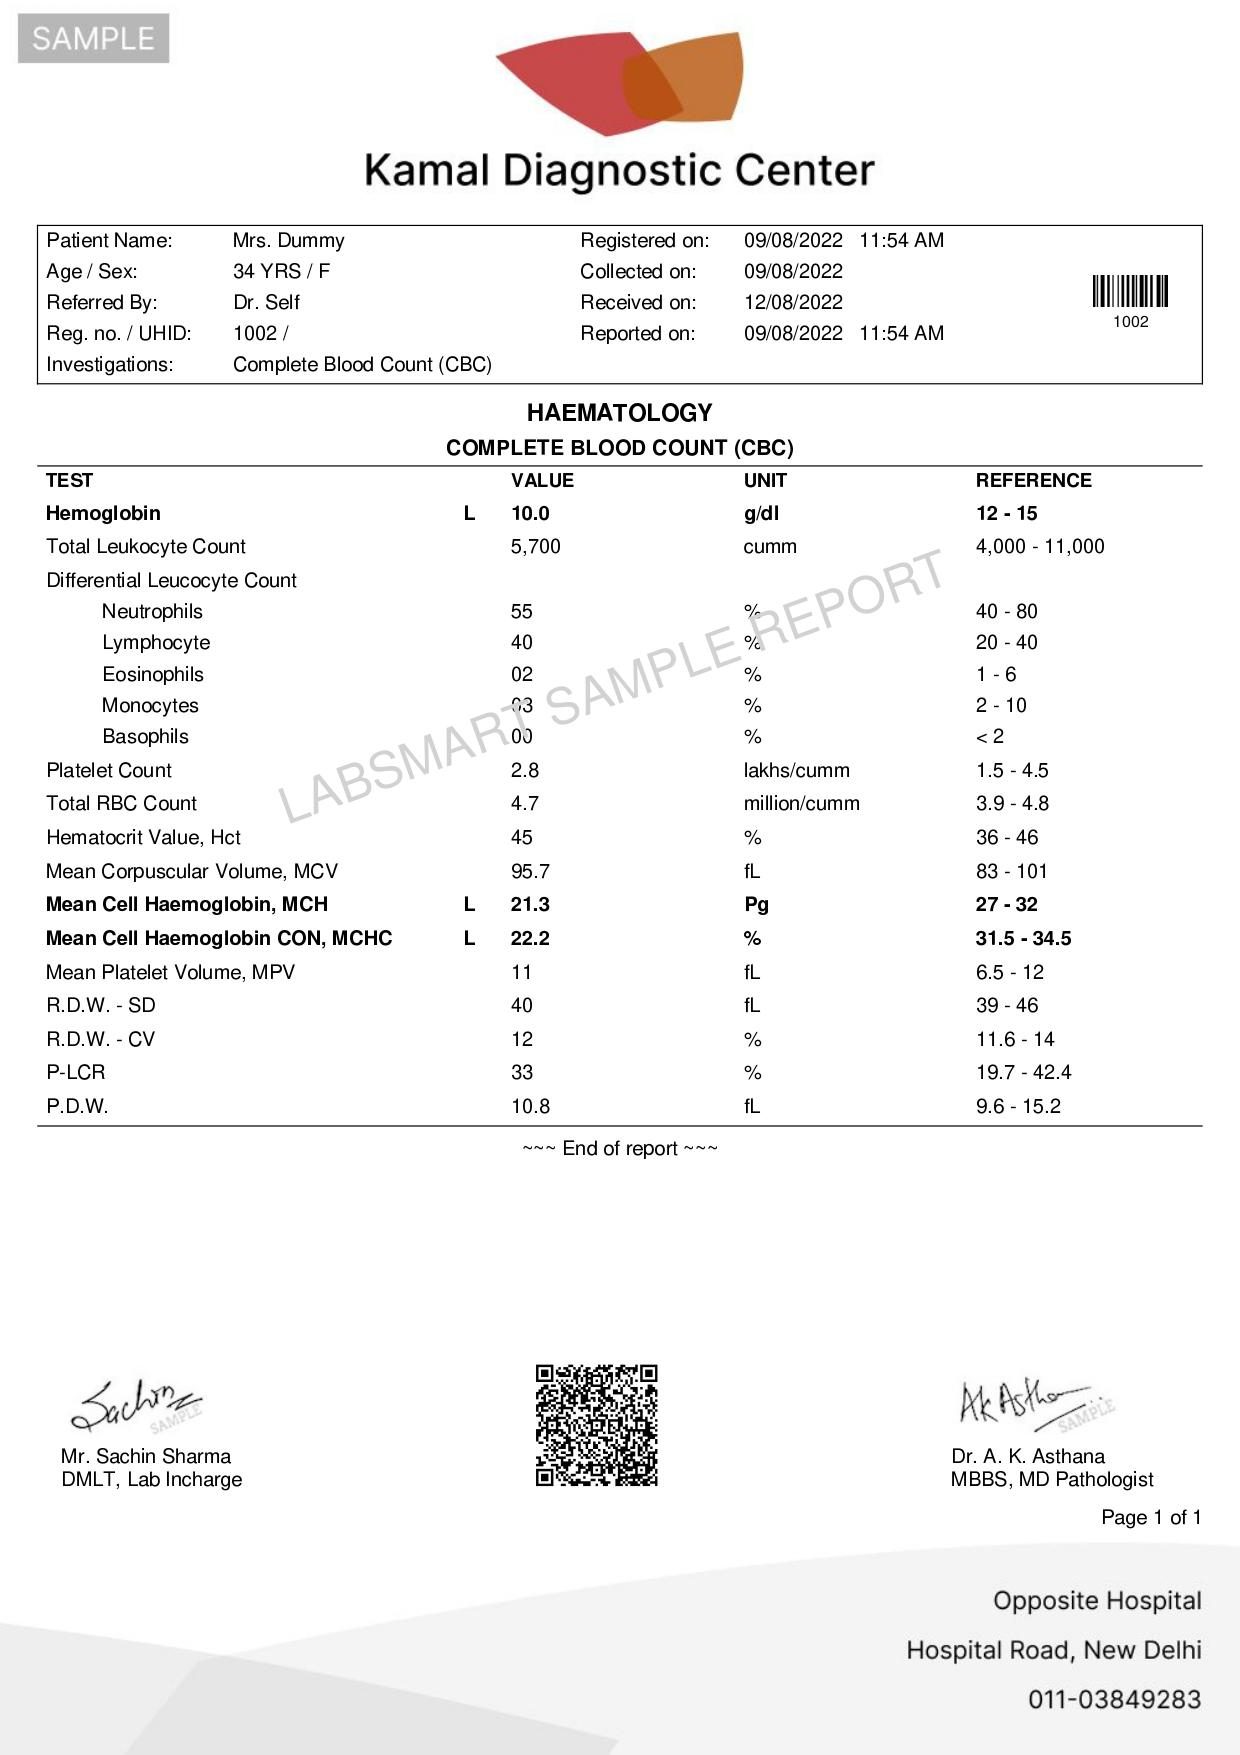 SAMPLE
Kamal Diagnostic Center
Patient Name: Mrs. Dummy Registered on: 09/08/2022 11:54 AM
Age / Sex: 34 YRS / F Collected on: 09/08/2022
Referred By: Dr. Self Received on: 12/08/2022
Reg. no. / UHID: 1002 / Reported on: 09/08/2022 11:54 AM
1002
Investigations: Complete Blood Count (CBC)
HAEMATOLOGY
COMPLETE BLOOD COUNT (CBC)
TEST VALUE UNIT REFERENCE
Hemoglobin L 10.0 g/dl 12 - 15
Total Leukocyte Count 5,700 cumm 4,000 - 11,000
Differential Leucocyte Count
Neutrophils 55 % 40 - 80
Lymphocyte 40 % 20 - 40
Eosinophils 02 % 1 - 6
Monocytes 03 % 2 - 10
Basophils 00 % < 2
Platelet Count 2.8 lakhs/cumm 1.5 - 4.5
Total RBC Count 4.7 million/cumm 3.9 - 4.8
Hematocrit Value, Hct 45 % 36 - 46
Mean Corpuscular Volume, MCV 95.7 fL 83 - 101
Mean Cell Haemoglobin, MCH L 21.3 Pg 27 - 32
Mean Cell Haemoglobin CON, MCHC L 22.2 % 31.5 - 34.5
Mean Platelet Volume, MPV 11 fL 6.5 - 12
R.D.W. - SD 40 fL 39 - 46
R.D.W. - CV 12 % 11.6 - 14
P-LCR 33 % 19.7 - 42.4
P.D.W. 10.8 fL 9.6 - 15.2
LABSMART SAMPLE REPORT
~~~ End of report ~~~
Sachin
SAMPLE
Mr. Sachin Sharma
DMLT, Lab Incharge
Ak Astha
SAMPLE
Dr. A. K. Asthana
MBBS, MD Pathologist
Page 1 of 1
Opposite Hospital
Hospital Road, New Delhi
011-03849283